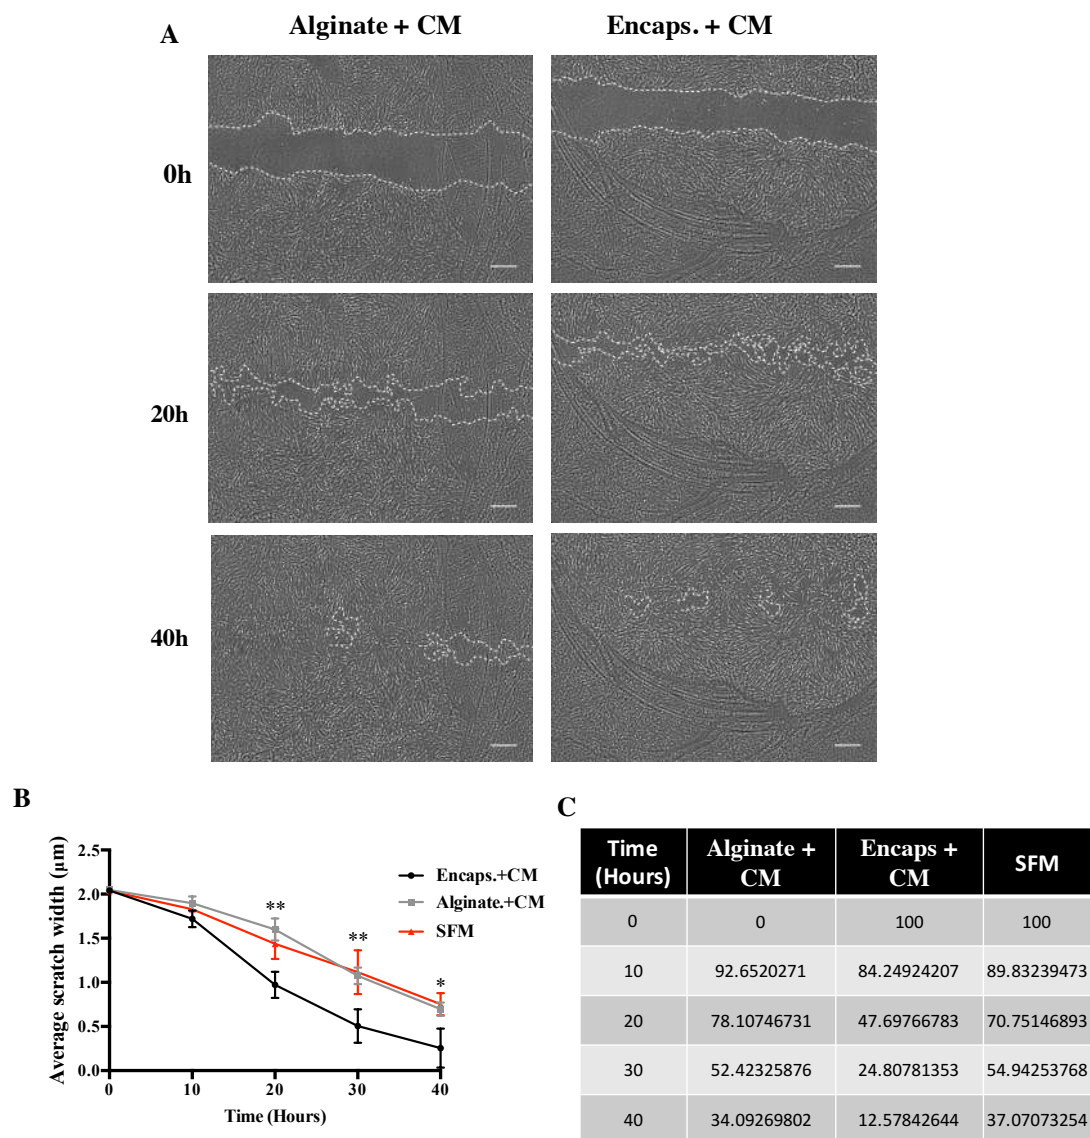 A
Alginate + CM
Encaps. + CM
0h
20h
40h
B
Average scratch width (μm)
2.5
2.0
1.5
1.0
0.5
0.0
0
10
20
30
40
Time (Hours)
**
**
*
Encaps.+CM
Alginate.+CM
SFM
C
Time (Hours) Alginate + CM Encaps + CM SFM
0 0 100 100
10 92.6520271 84.24924207 89.83239473
20 78.10746731 47.69766783 70.75146893
30 52.42325876 24.80781353 54.94253768
40 34.09269802 12.57842644 37.07073254